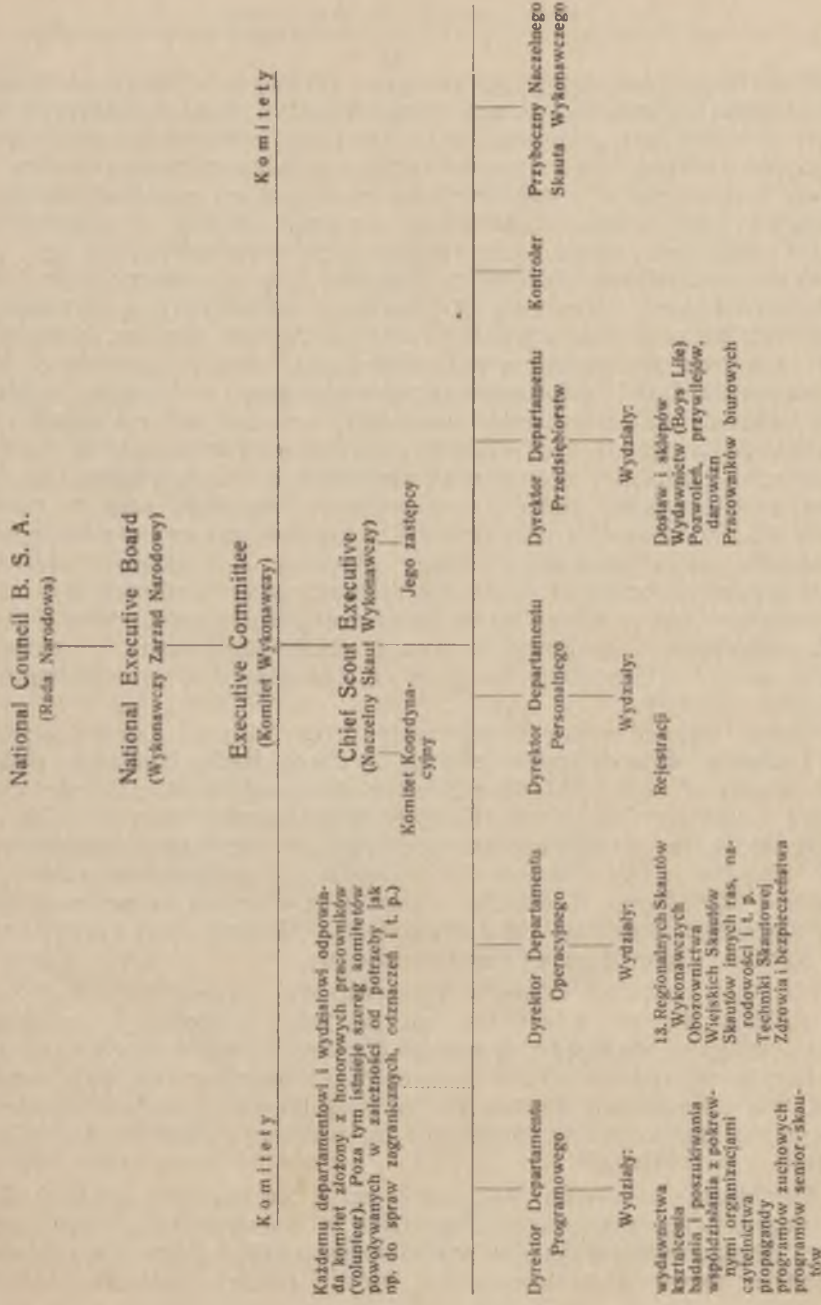 National Council B. S. A.
(Rada Narodowa)
National Executive Board
(Wykonawczy Zarząd Narodowy)
Executive Committee
(Komitet Wykonawczy)
Komitety
Komitety
Każdemu departamentowi i wydziałowi odpowia-
da komitet złożony z honorowych pracowników
(volunteer). Poza tym istnieje szereg komitetów
powoływanych w zależności od potrzeby jak
np. do spraw zagranicznych, odznaczeń i t. p.)
Chief Scout Executive
(Naczelny Skaut Wykonawczy)
Komitet Koordyna-
cyjny
Jego zastępcy
Dyrektor Departamentu
Programowego
Wydziały:
wydawnictwa
kształcenia
badania i poszukiwania
współdziałania z pokrew-
nymi organizacjami
czytelnictwa
propagandy
programów zuchowych
programów senior-skau-
tów
Dyrektor Departamentu
Operacyjnego
Wydziały:
13. Regionalnych Skautów
Wykonawczych
Obozownictwa
Wiejskich Skautów
Skautów innych ras, na-
rodowości i t. p.
Techniki Skautowej
Zdrowia i bezpieczeństwa
Dyrektor Departamentu
Personalnego
Wydziały:
Rejestracji
Dyrektor Departamentu
Przedsiębiorstw
Wydziały:
Dostaw i sklepów
Wydawnictw (Boys Life)
Pozwoleń, przywilejów,
darowizn
Pracowników biurowych
Kontroler
Przyboczny Naczelnego
Skauta Wykonawczego